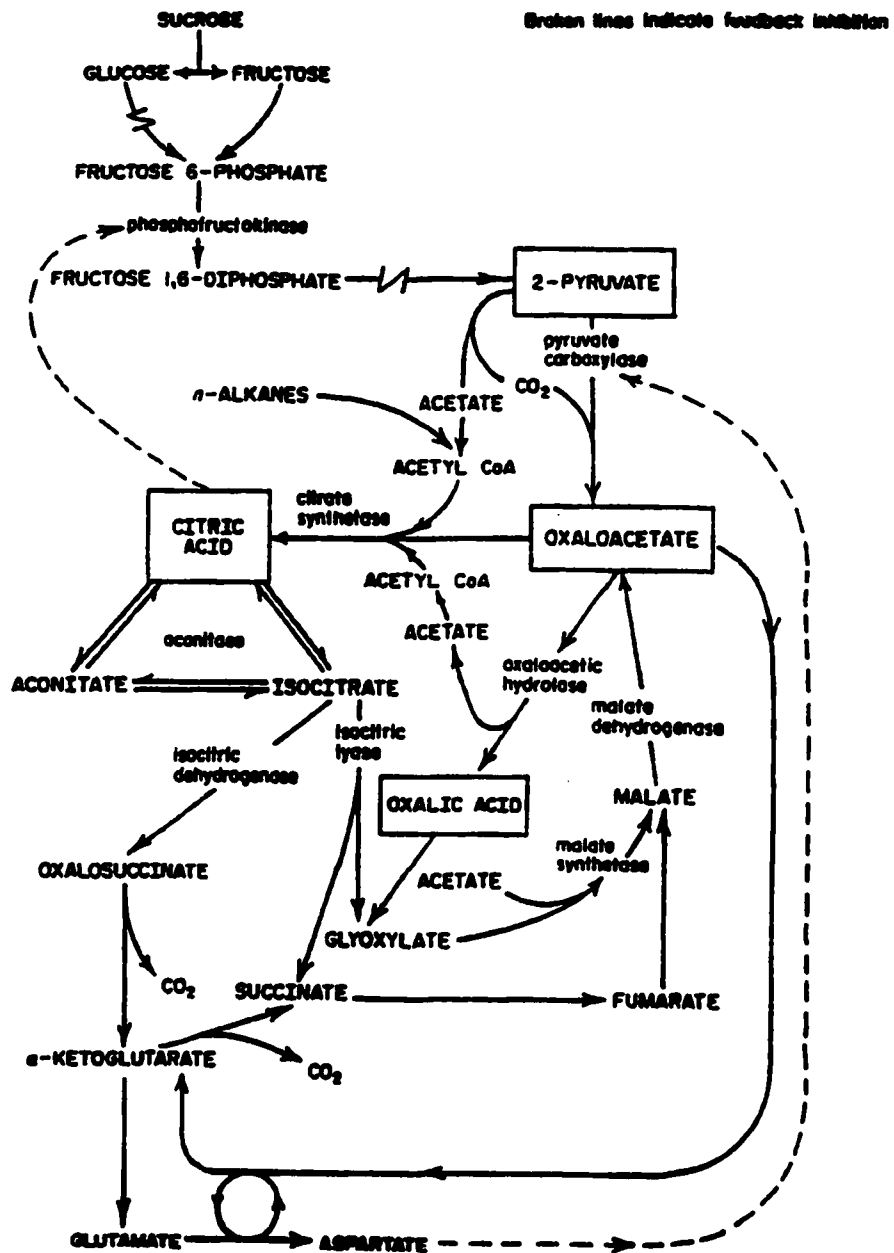 SUCROSE
Broken lines indicate feedback inhibition
GLUCOSE
FRUCTOSE
FRUCTOSE 6-PHOSPHATE
phosphofructokinase
FRUCTOSE 1,6-DIPHOSPHATE
2-PYRUVATE
pyruvate
carboxylase
n-ALKANES
ACETATE
CO2
ACETYL CoA
citrate
synthetase
CITRIC
ACID
OXALOACETATE
ACETYL CoA
ACETATE
aconitase
ACONITATE
ISOCITRATE
oxaloacetic
hydrolase
malate
dehydrogenase
isocitric
dehydrogenase
isocitric
lyase
OXALIC ACID
MALATE
malate
synthetase
OXALOSUCCINATE
ACETATE
GLYOXYLATE
CO2
SUCCINATE
FUMARATE
α-KETOGLUTARATE
CO2
GLUTAMATE
ASPARTATE